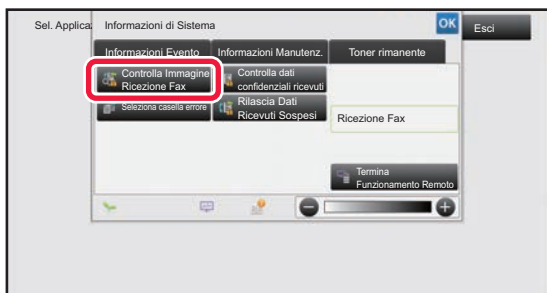 Sel. Applica
Informazioni di Sistema
OK
Esci
Informazioni Evento
Informazioni Manutenz.
Toner rimanente
Controlla Immagine
Ricezione Fax
Controlla dati
confidenziali ricevuti
Seleziona casella errore
Rilascia Dati
Ricevuti Sospesi
Ricezione Fax
Termina
Funzionamento Remoto